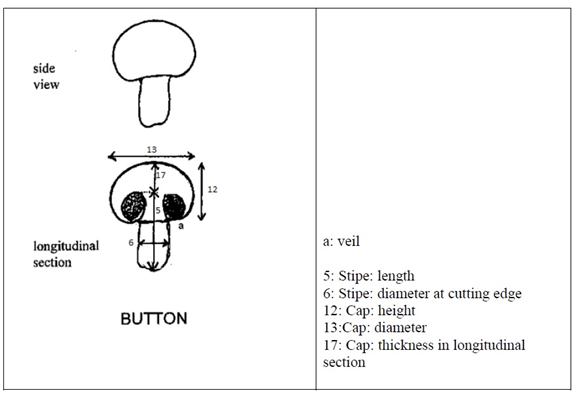 side
view
13
17
12
5
a
6
longitudinal
section
BUTTON
a: veil
5: Stipe: length
6: Stipe: diameter at cutting edge
12: Cap: height
13:Cap: diameter
17: Cap: thickness in longitudinal
section